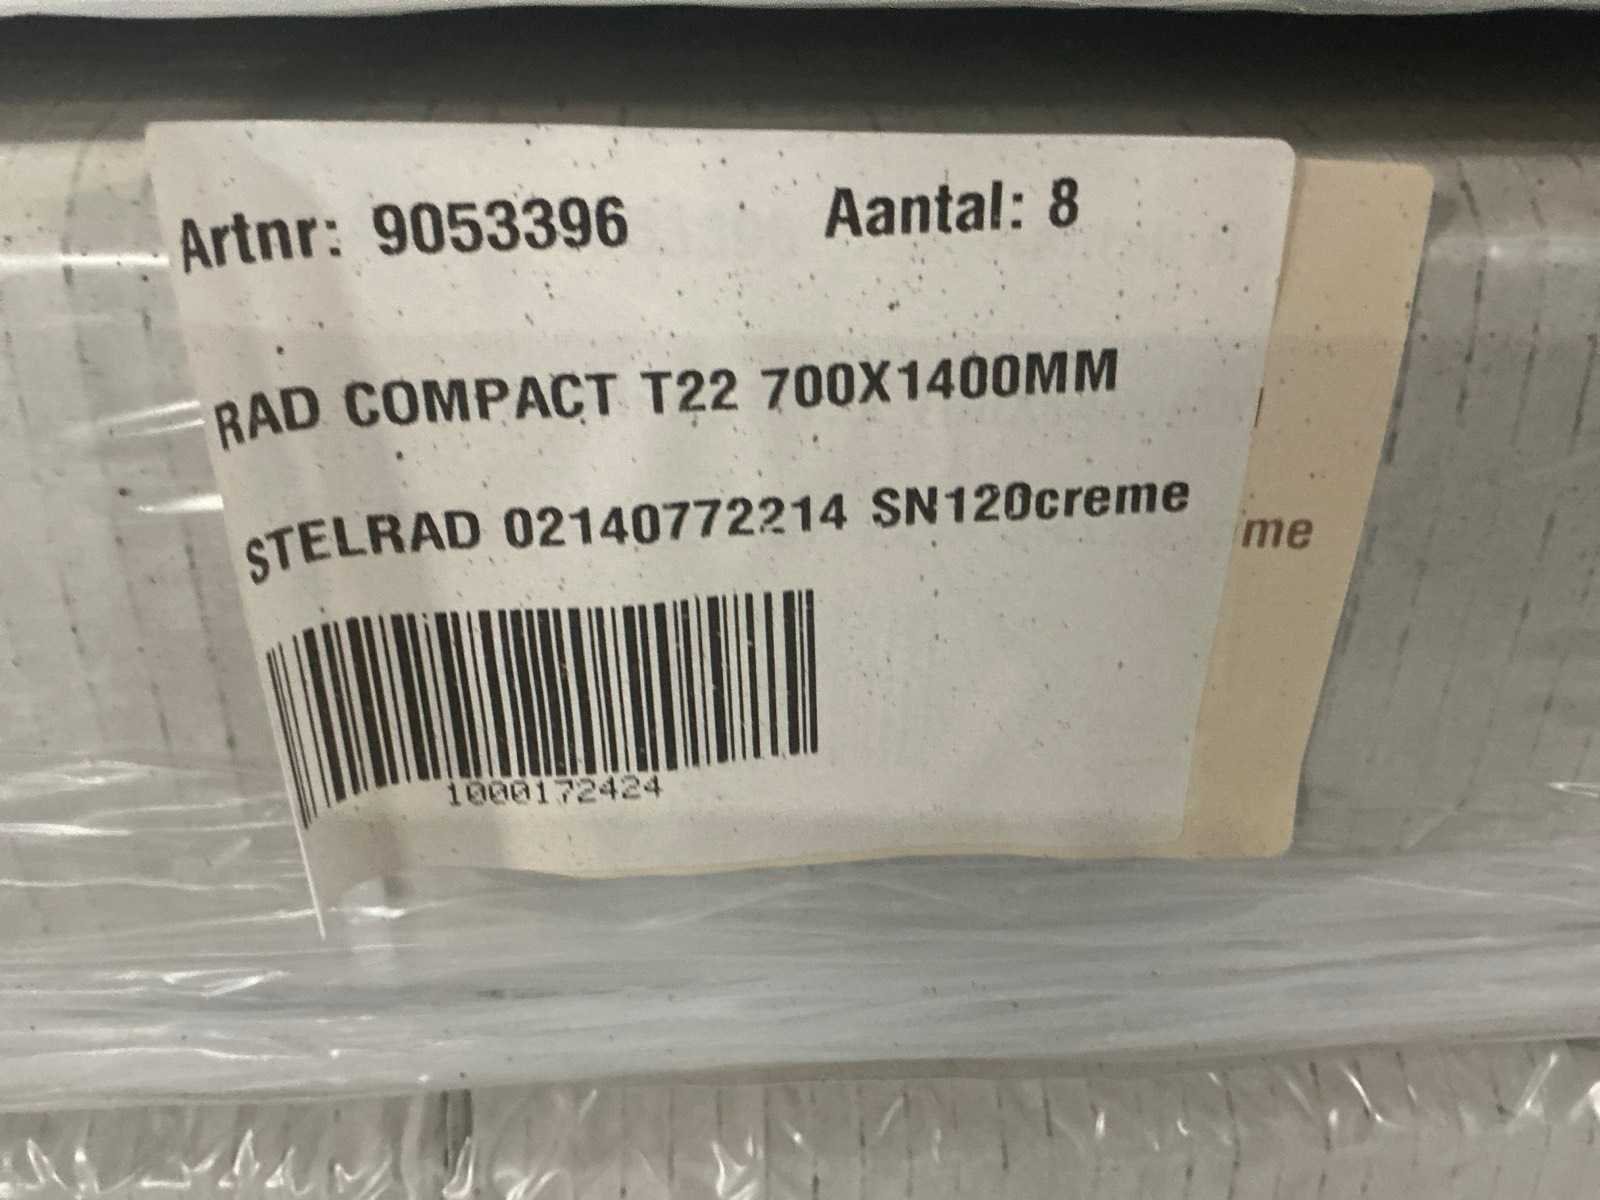 Artnr: 9053396 Aantal: 8
RAD COMPACT T22 700X1400MM
STELRAD 02140772214 SN120creme
me
1000172424